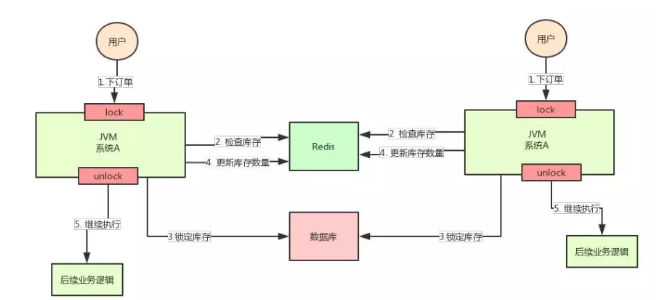 用户
用户
1.下订单
1.下订单
lock
lock
JVM
系统A
JVM
系统A
2. 检查库存
2. 检查库存
Redis
4. 更新库存数量
4. 更新库存数量
unlock
unlock
5. 继续执行
5. 继续执行
3.锁定库存
数据库
3.锁定库存
后续业务逻辑
后续业务逻辑